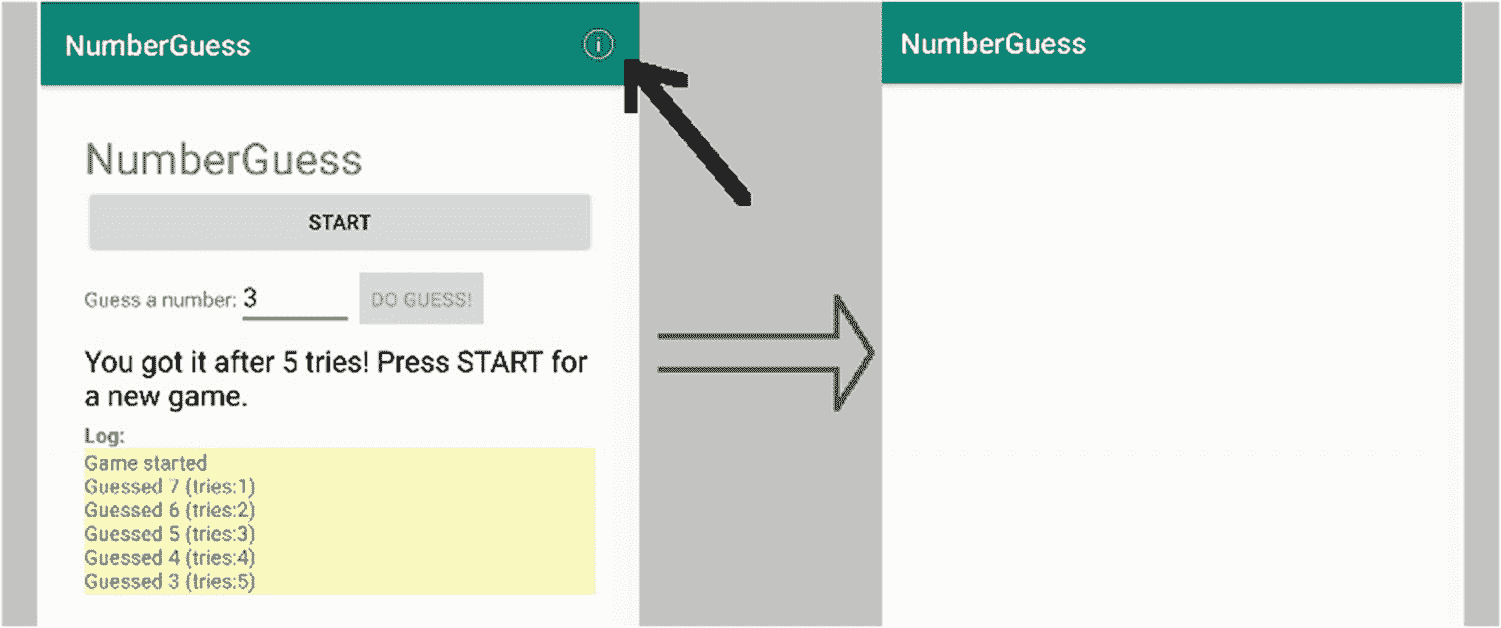 NumberGuess
NumberGuess
START
Guess a number: 3
DO GUESS!
You got it after 5 tries! Press START for
a new game.
Log:
Game started
Guessed 7 (tries:1)
Guessed 6 (tries:2)
Guessed 5 (tries:3)
Guessed 4 (tries:4)
Guessed 3 (tries:5)
NumberGuess